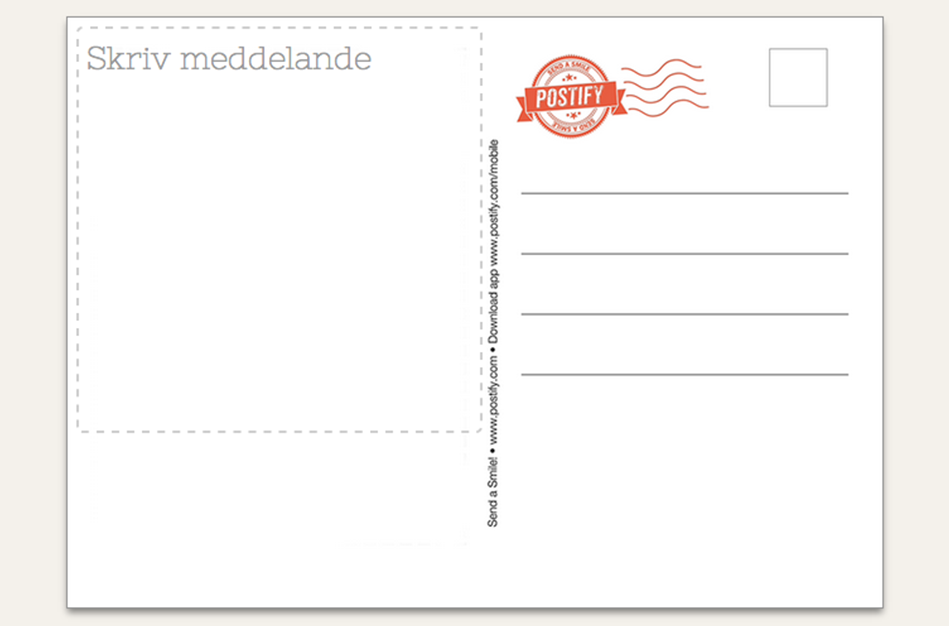 Skriv meddelande
SEND A SMILE
POSTIFY
SEND A SMILE
Send a Smile! • www.postify.com • Download app www.postify.com/mobile